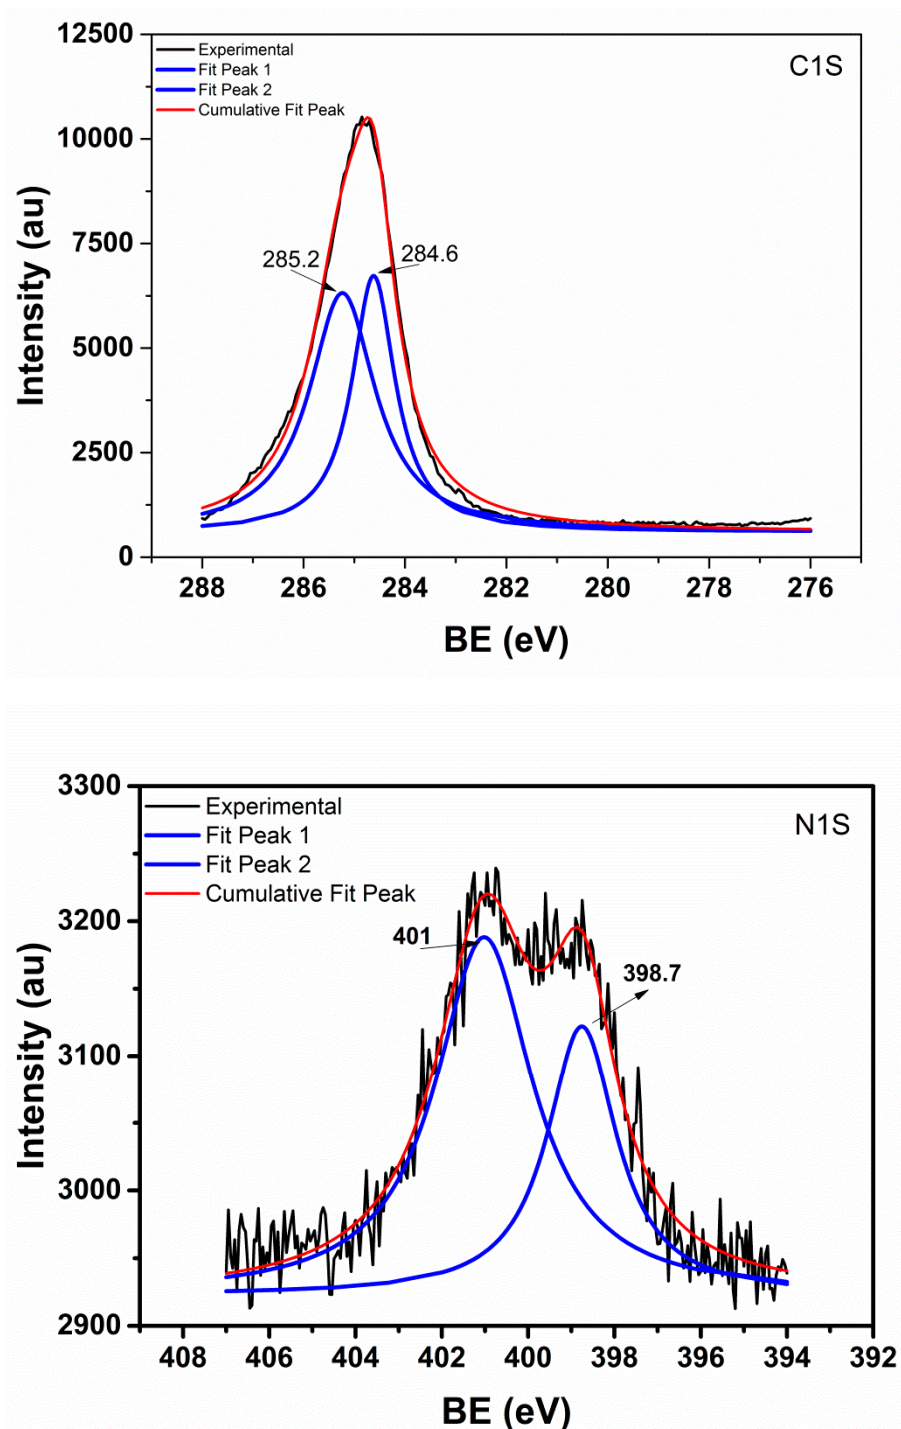 12500
10000
7500
5000
2500
0
Experimental
Fit Peak 1
Fit Peak 2
Cumulative Fit Peak
C1S
285.2
284.6
Intensity (au)
288 286 284 282 280 278 276
BE (eV)
3300
3200
3100
3000
2900
Experimental
Fit Peak 1
Fit Peak 2
Cumulative Fit Peak
N1S
401
398.7
Intensity (au)
408 406 404 402 400 398 396 394 392
BE (eV)